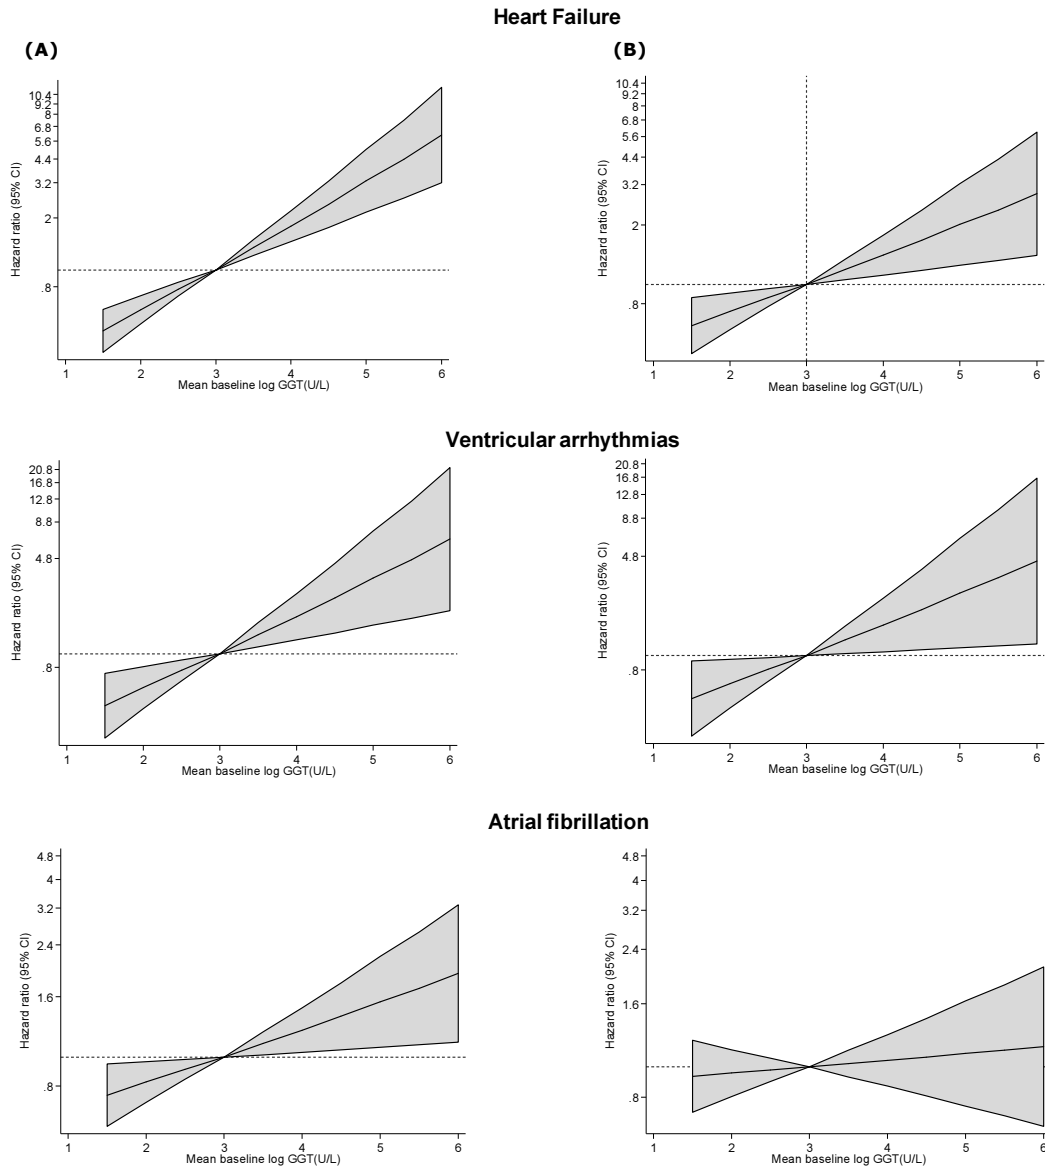 Heart Failure
(A)
(B)
Hazard ratio (95% CI)
10.4
9.2
8
6.8
5.6
4.4
3.2
2
.8
1 2 3 4 5 6
Mean baseline log GGT(U/L)
Hazard ratio (95% CI)
10.4
9.2
8
6.8
5.6
4.4
3.2
2
.8
1 2 3 4 5 6
Mean baseline log GGT(U/L)
Ventricular arrhythmias
Hazard ratio (95% CI)
20.8
16.8
12.8
8.8
4.8
.8
1 2 3 4 5 6
Mean baseline log GGT(U/L)
Hazard ratio (95% CI)
20.8
16.8
12.8
8.8
4.8
.8
1 2 3 4 5 6
Mean baseline log GGT(U/L)
Atrial fibrillation
Hazard ratio (95% CI)
4.8
4
3.2
2.4
1.6
.8
1 2 3 4 5 6
Mean baseline log GGT(U/L)
Hazard ratio (95% CI)
4.8
4
3.2
2.4
1.6
.8
1 2 3 4 5 6
Mean baseline log GGT(U/L)